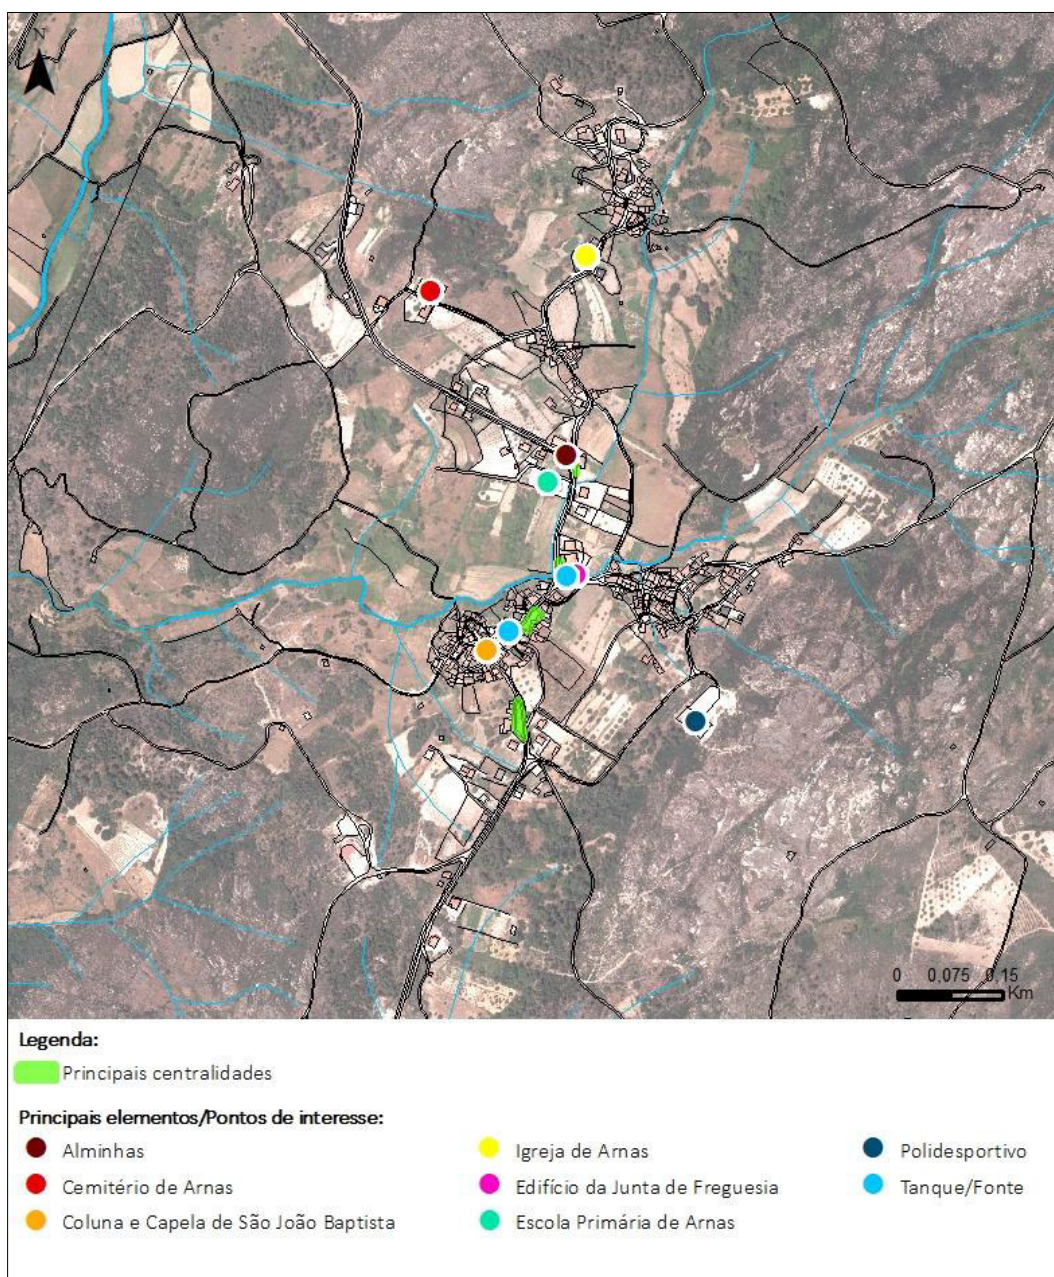 N
0 0,075 0,15
Km
Legenda:
Principais centralidades
Principais elementos/Pontos de interesse:
Alminhas
Cemitério de Arnas
Coluna e Capela de São João Baptista
Igreja de Arnas
Edifício da Junta de Freguesia
Escola Primária de Arnas
Polidesportivo
Tanque/Fonte